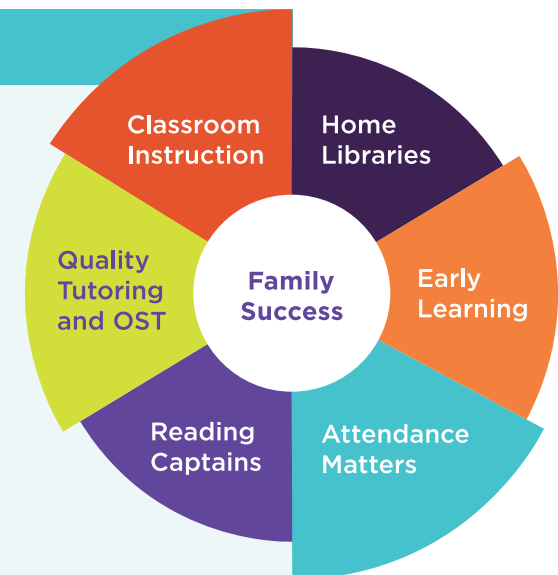 Classroom
Instruction
Home
Libraries
Early
Learning
Attendance
Matters
Reading
Captains
Quality
Tutoring
and OST
Family
Success